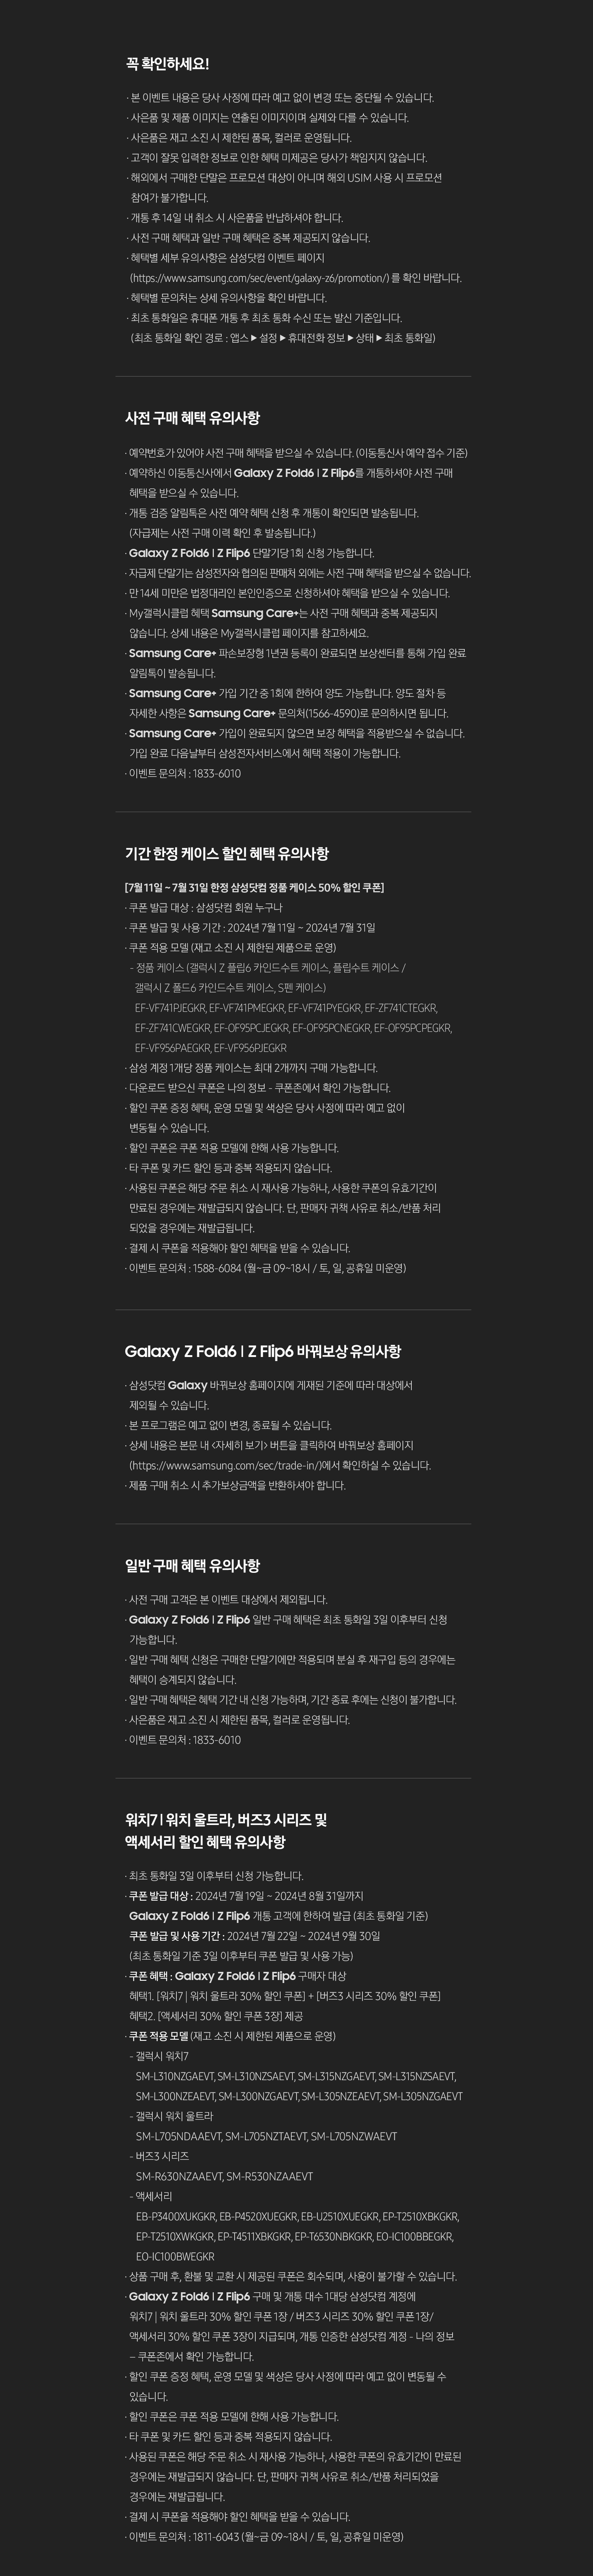 꼭 확인하세요!
· 본 이벤트 내용은 당사 사정에 따라 예고 없이 변경 또는 중단될 수 있습니다.
· 사은품 및 제품 이미지는 연출된 이미지이며 실제와 다를 수 있습니다.
· 사은품은 재고 소진 시 제한된 품목, 컬러로 운영됩니다.
· 고객이 잘못 입력한 정보로 인한 혜택 미제공은 당사가 책임지지 않습니다.
· 해외에서 구매한 단말은 프로모션 대상이 아니며 해외 USIM 사용 시 프로모션
참여가 불가합니다.
· 개통 후 14일 내 취소 시 사은품을 반납하셔야 합니다.
· 사전 구매 혜택과 일반 구매 혜택은 중복 제공되지 않습니다.
· 혜택별 세부 유의사항은 삼성닷컴 이벤트 페이지
(https://www.samsung.com/sec/event/galaxy-z6/promotion/) 를 확인 바랍니다.
· 혜택별 문의처는 상세 유의사항을 확인 바랍니다.
· 최초 통화일은 휴대폰 개통 후 최초 통화 수신 또는 발신 기준입니다.
(최초 통화일 확인 경로 : 앱스 ▶ 설정 ▶ 휴대전화 정보 ▶ 상태 ▶ 최초 통화일)
사전 구매 혜택 유의사항
· 예약번호가 있어야 사전 구매 혜택을 받으실 수 있습니다. (이동통신사 예약 접수 기준)
· 예약하신 이동통신사에서 Galaxy Z Fold6 | Z Flip6를 개통하셔야 사전 구매
혜택을 받으실 수 있습니다.
· 개통 검증 알림톡은 사전 예약 혜택 신청 후 개통이 확인되면 발송됩니다.
(자급제는 사전 구매 이력 확인 후 발송됩니다.)
· Galaxy Z Fold6 | Z Flip6 단말기당 1회 신청 가능합니다.
· 자급제 단말기는 삼성전자와 협의된 판매처 외에는 사전 구매 혜택을 받으실 수 없습니다.
· 만 14세 미만은 법정대리인 본인인증으로 신청하셔야 혜택을 받으실 수 있습니다.
· My갤럭시클럽 혜택 Samsung Care+는 사전 구매 혜택과 중복 제공되지
않습니다. 상세 내용은 My갤럭시클럽 페이지를 참고하세요.
· Samsung Care+ 파손보장형 1년권 등록이 완료되면 보상센터를 통해 가입 완료
알림톡이 발송됩니다.
· Samsung Care+ 가입 기간 중 1회에 한하여 양도 가능합니다. 양도 절차 등
자세한 사항은 Samsung Care+ 문의처(1566-4590)로 문의하시면 됩니다.
· Samsung Care+ 가입이 완료되지 않으면 보장 혜택을 적용받으실 수 없습니다.
가입 완료 다음날부터 삼성전자서비스에서 혜택 적용이 가능합니다.
· 이벤트 문의처 : 1833-6010
기간 한정 케이스 할인 혜택 유의사항
[7월 11일 ~ 7월 31일 한정 삼성닷컴 정품 케이스 50% 할인 쿠폰]
· 쿠폰 발급 대상 : 삼성닷컴 회원 누구나
· 쿠폰 발급 및 사용 기간 : 2024년 7월 11일 ~ 2024년 7월 31일
· 쿠폰 적용 모델 (재고 소진 시 제한된 제품으로 운영)
- 정품 케이스 (갤럭시 Z 플립6 카인드수트 케이스, 플립수트 케이스 /
갤럭시 Z 폴드6 카인드수트 케이스, S펜 케이스)
EF-VF741PJEGKR, EF-VF741PMEGKR, EF-VF741PYEGKR, EF-ZF741CTEGKR,
EF-ZF741CWEGKR, EF-OF95PCJEGKR, EF-OF95PCNEGKR, EF-OF95PCPEGKR,
EF-VF956PAEGKR, EF-VF956PJEGKR
· 삼성 계정 1개당 정품 케이스는 최대 2개까지 구매 가능합니다.
· 다운로드 받으신 쿠폰은 나의 정보 - 쿠폰존에서 확인 가능합니다.
· 할인 쿠폰 증정 혜택, 운영 모델 및 색상은 당사 사정에 따라 예고 없이
변동될 수 있습니다.
· 할인 쿠폰은 쿠폰 적용 모델에 한해 사용 가능합니다.
· 타 쿠폰 및 카드 할인 등과 중복 적용되지 않습니다.
· 사용된 쿠폰은 해당 주문 취소 시 재사용 가능하나, 사용한 쿠폰의 유효기간이
만료된 경우에는 재발급되지 않습니다. 단, 판매자 귀책 사유로 취소/반품 처리
되었을 경우에는 재발급됩니다.
· 결제 시 쿠폰을 적용해야 할인 혜택을 받을 수 있습니다.
· 이벤트 문의처 : 1588-6084 (월~금 09~18시 / 토, 일, 공휴일 미운영)
Galaxy Z Fold6 | Z Flip6 바꿔보상 유의사항
· 삼성닷컴 Galaxy 바꿔보상 홈페이지에 게재된 기준에 따라 대상에서
제외될 수 있습니다.
· 본 프로그램은 예고 없이 변경, 종료될 수 있습니다.
· 상세 내용은 본문 내 <자세히 보기> 버튼을 클릭하여 바꿔보상 홈페이지
(https://www.samsung.com/sec/trade-in/)에서 확인하실 수 있습니다.
· 제품 구매 취소 시 추가보상금액을 반환하셔야 합니다.
일반 구매 혜택 유의사항
· 사전 구매 고객은 본 이벤트 대상에서 제외됩니다.
· Galaxy Z Fold6 | Z Flip6 일반 구매 혜택은 최초 통화일 3일 이후부터 신청
가능합니다.
· 일반 구매 혜택 신청은 구매한 단말기에만 적용되며 분실 후 재구입 등의 경우에는
혜택이 승계되지 않습니다.
· 일반 구매 혜택은 혜택 기간 내 신청 가능하며, 기간 종료 후에는 신청이 불가합니다.
· 사은품은 재고 소진 시 제한된 품목, 컬러로 운영됩니다.
· 이벤트 문의처 : 1833-6010
워치7 | 워치 울트라, 버즈3 시리즈 및
액세서리 할인 혜택 유의사항
· 최초 통화일 3일 이후부터 신청 가능합니다.
· 쿠폰 발급 대상 : 2024년 7월 19일 ~ 2024년 8월 31일까지
Galaxy Z Fold6 | Z Flip6 개통 고객에 한하여 발급 (최초 통화일 기준)
쿠폰 발급 및 사용 기간 : 2024년 7월 22일 ~ 2024년 9월 30일
(최초 통화일 기준 3일 이후부터 쿠폰 발급 및 사용 가능)
· 쿠폰 혜택 : Galaxy Z Fold6 | Z Flip6 구매자 대상
혜택1. [워치7 | 워치 울트라 30% 할인 쿠폰] + [버즈3 시리즈 30% 할인 쿠폰]
혜택2. [액세서리 30% 할인 쿠폰 3장] 제공
· 쿠폰 적용 모델 (재고 소진 시 제한된 제품으로 운영)
- 갤럭시 워치7
SM-L310NZGAEVT, SM-L310NZSAEVT, SM-L315NZGAEVT, SM-L315NZSAEVT,
SM-L300NZEAEVT, SM-L300NZGAEVT, SM-L305NZEAEVT, SM-L305NZGAEVT
- 갤럭시 워치 울트라
SM-L705NDAAEVT, SM-L705NZTAEVT, SM-L705NZWAEVT
- 버즈3 시리즈
SM-R630NZAAEVT, SM-R530NZAAEVT
- 액세서리
EB-P3400XUKGKR, EB-P4520XUEGKR, EB-U2510XUEGKR, EP-T2510XBKGKR,
EP-T2510XWKGKR, EP-T4511XBKGKR, EP-T6530NBKGKR, EO-IC100BBEGKR,
EO-IC100BWEGKR
· 상품 구매 후, 환불 및 교환 시 제공된 쿠폰은 회수되며, 사용이 불가할 수 있습니다.
· Galaxy Z Fold6 | Z Flip6 구매 및 개통 대수 1대당 삼성닷컴 계정에
워치7 | 워치 울트라 30% 할인 쿠폰 1장 / 버즈3 시리즈 30% 할인 쿠폰 1장/
액세서리 30% 할인 쿠폰 3장이 지급되며, 개통 인증한 삼성닷컴 계정 - 나의 정보
– 쿠폰존에서 확인 가능합니다.
· 할인 쿠폰 증정 혜택, 운영 모델 및 색상은 당사 사정에 따라 예고 없이 변동될 수
있습니다.
· 할인 쿠폰은 쿠폰 적용 모델에 한해 사용 가능합니다.
· 타 쿠폰 및 카드 할인 등과 중복 적용되지 않습니다.
· 사용된 쿠폰은 해당 주문 취소 시 재사용 가능하나, 사용한 쿠폰의 유효기간이 만료된
경우에는 재발급되지 않습니다. 단, 판매자 귀책 사유로 취소/반품 처리되었을
경우에는 재발급됩니다.
· 결제 시 쿠폰을 적용해야 할인 혜택을 받을 수 있습니다.
· 이벤트 문의처 : 1811-6043 (월~금 09~18시 / 토, 일, 공휴일 미운영)